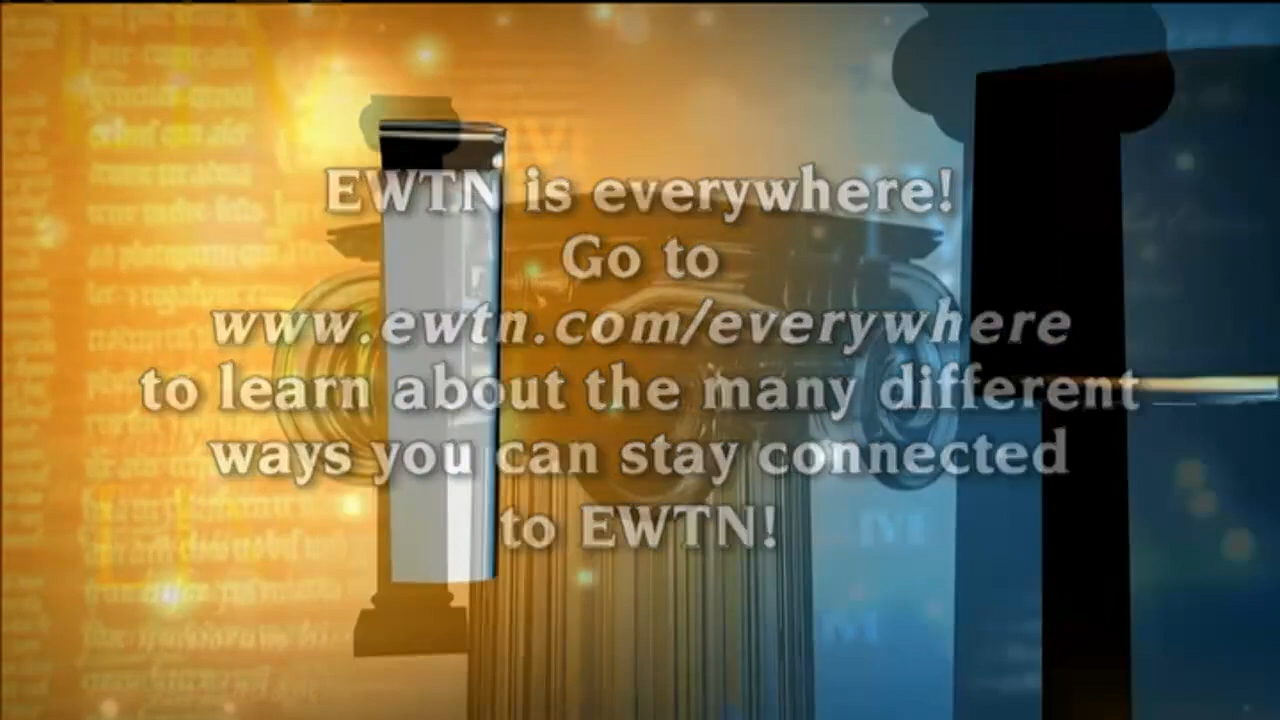 EWTN is everywhere!
Go to
www.ewtn.com/everywhere
to learn about the many different
ways you can stay connected
to EWTN!